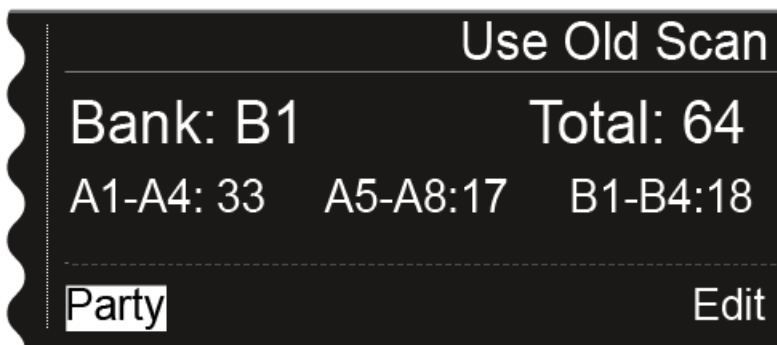 Use Old Scan
Bank: B1 Total: 64
A1-A4: 33 A5-A8:17 B1-B4:18
Party Edit